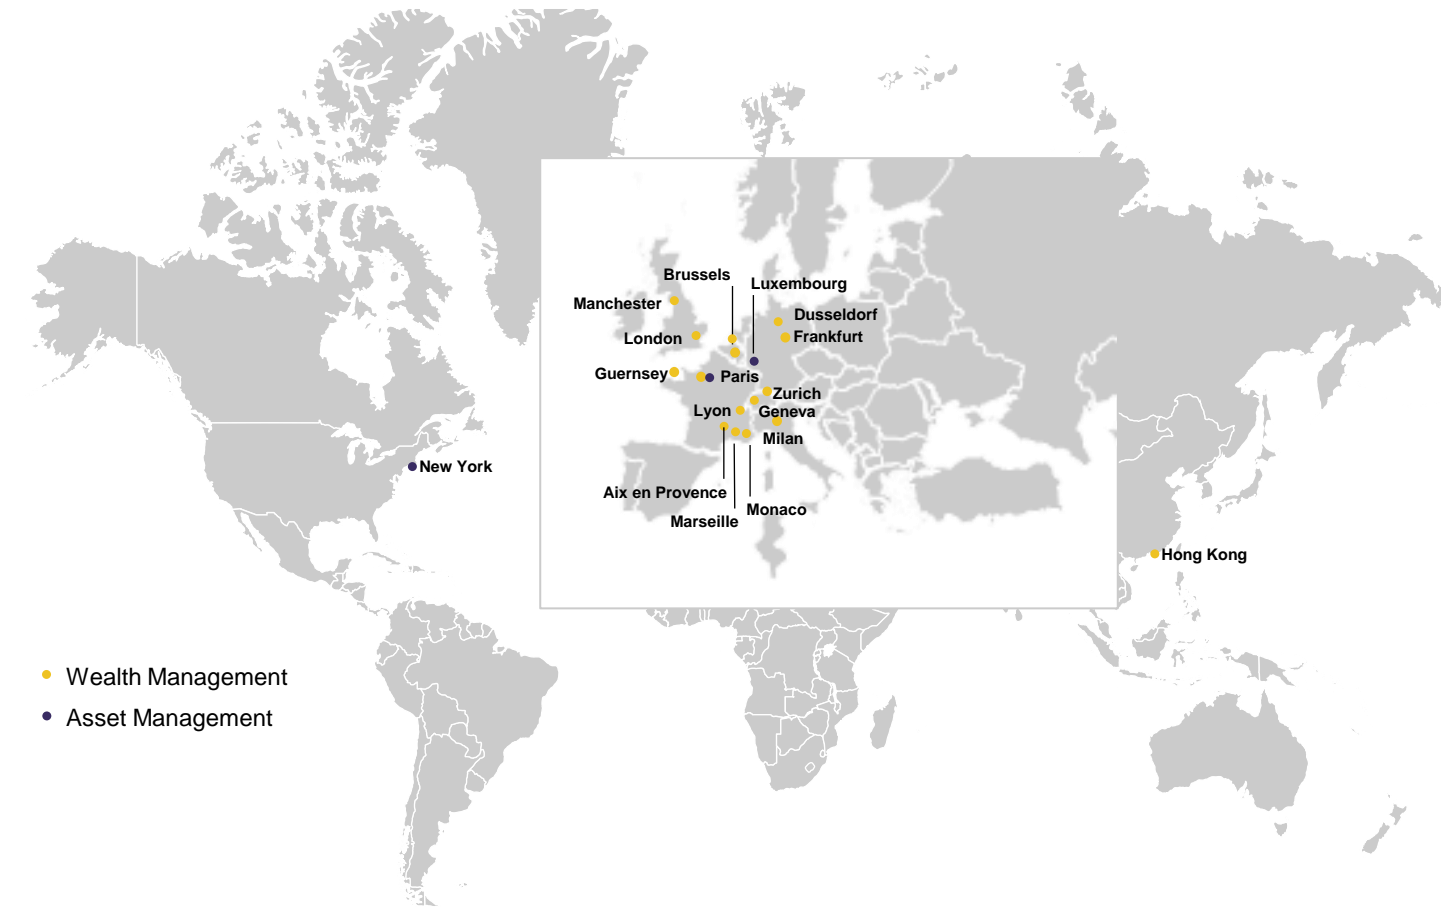 Brussels
Luxembourg
Manchester
Dusseldorf
London
Frankfurt
Guernsey
Paris
Zurich
Lyon
Geneva
Milan
New York
Aix en Provence
Monaco
Marseille
Hong Kong
Wealth Management
Asset Management